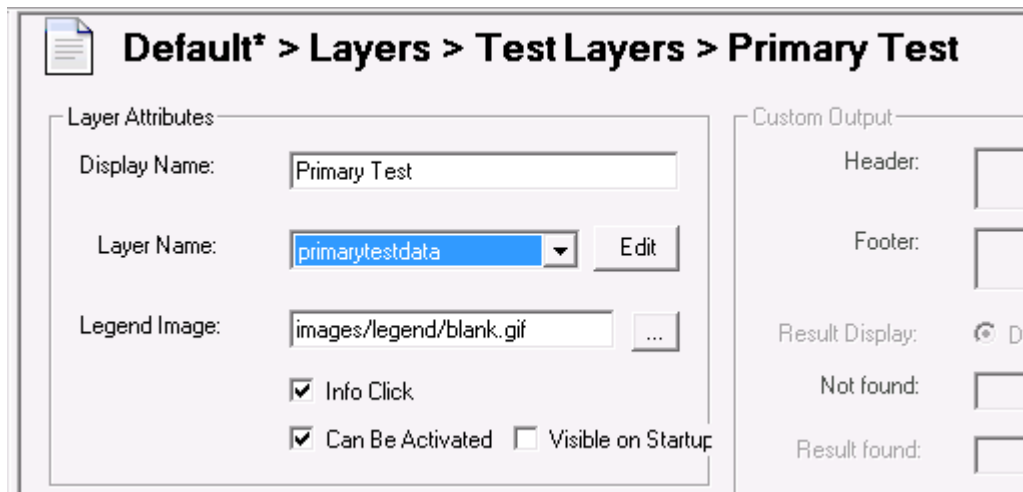 Default* > Layers > Test Layers > Primary Test
Layer Attributes
Display Name: Primary Test
Layer Name: primarytestdata Edit
Legend Image: images/legend/blank.gif ...
Info Click
Can Be Activated Visible on Startup
Custom Output
Header:
Footer:
Result Display: D
Not found:
Result found: